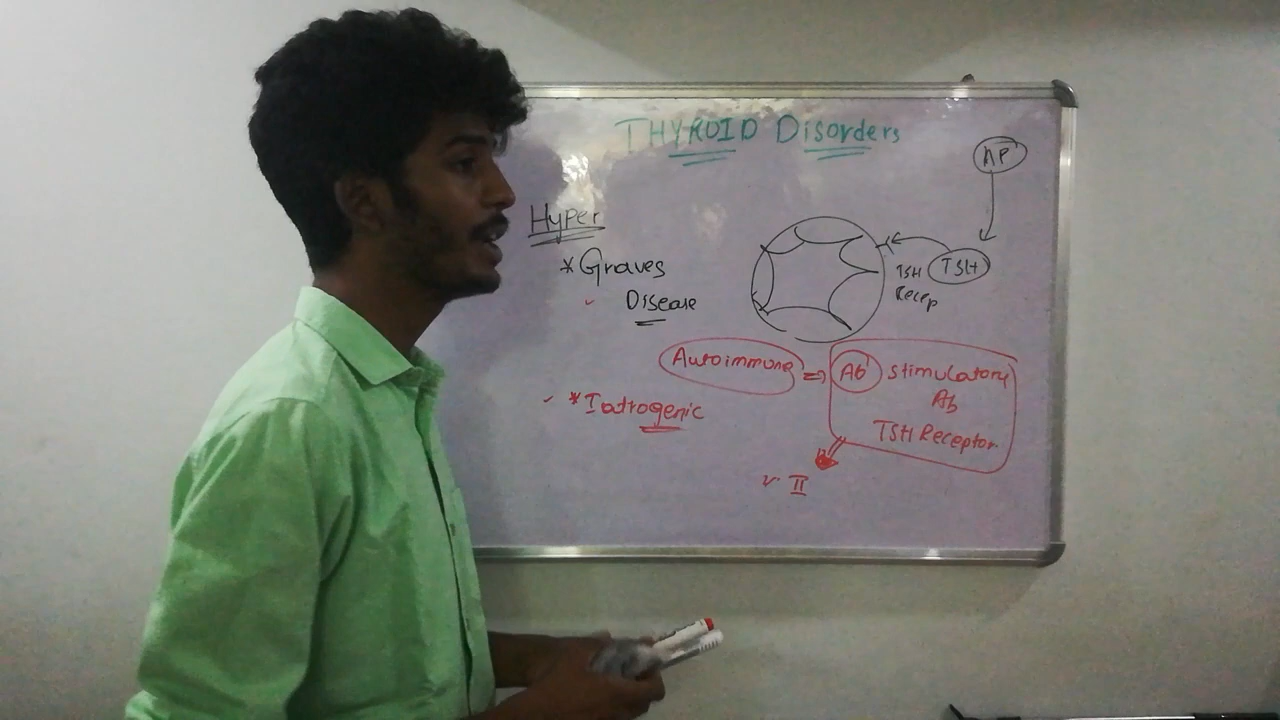 THYROID Disorders
AP
Hyper
*Graves
Disease
TSH
TSH
Recep
Autoimmune => Ab stimulatory
Ab
TSH Receptor
*Iatrogenic
II